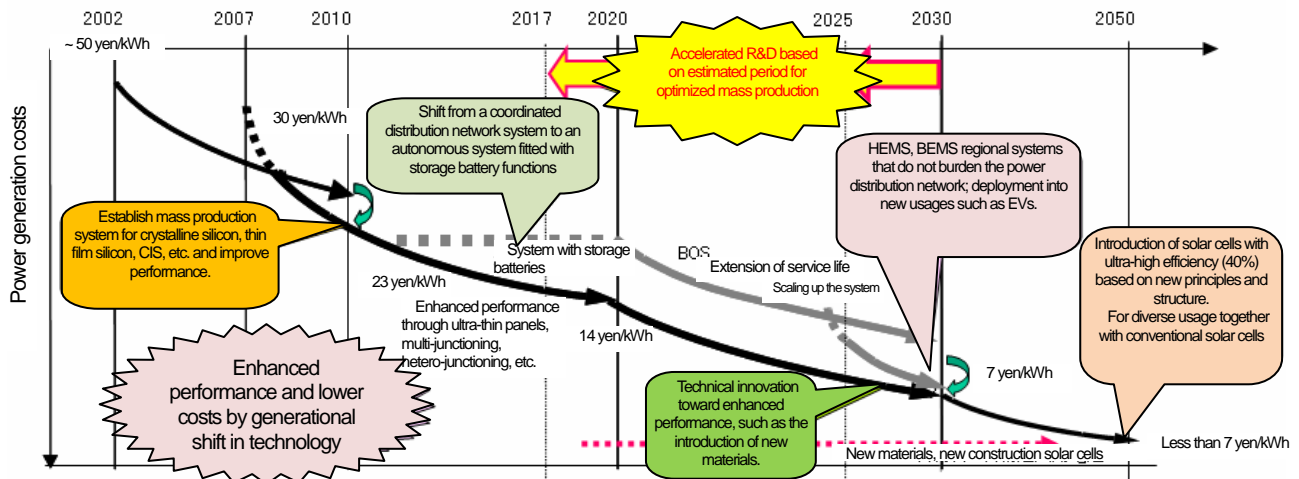 2002 2007 2010 2017 2020 2025 2030 2050
~ 50 yen/kWh
Power generation costs
Accelerated R&D based
on estimated period for
optimized mass production
30 yen/kWh
Shift from a coordinated
distribution network system to an
autonomous system fitted with
storage battery functions
HEMS, BEMS regional systems
that do not burden the power
distribution network; deployment into
new usages such as EVs.
Establish mass production
system for crystalline silicon, thin
film silicon, CIS, etc. and improve
performance.
System with storage
batteries
BOS
Extension of service life
Scaling up the system
Introduction of solar cells with
ultra-high efficiency (40%)
based on new principles and
structure.
For diverse usage together
with conventional solar cells
23 yen/kWh
Enhanced performance
through ultra-thin panels,
multi-junctioning,
hetero-junctioning, etc.
14 yen/kWh
7 yen/kWh
Enhanced
performance and lower
costs by generational
shift in technology
Technical innovation
toward enhanced
performance, such as the
introduction of new
materials.
New materials, new construction solar cells
Less than 7 yen/kWh